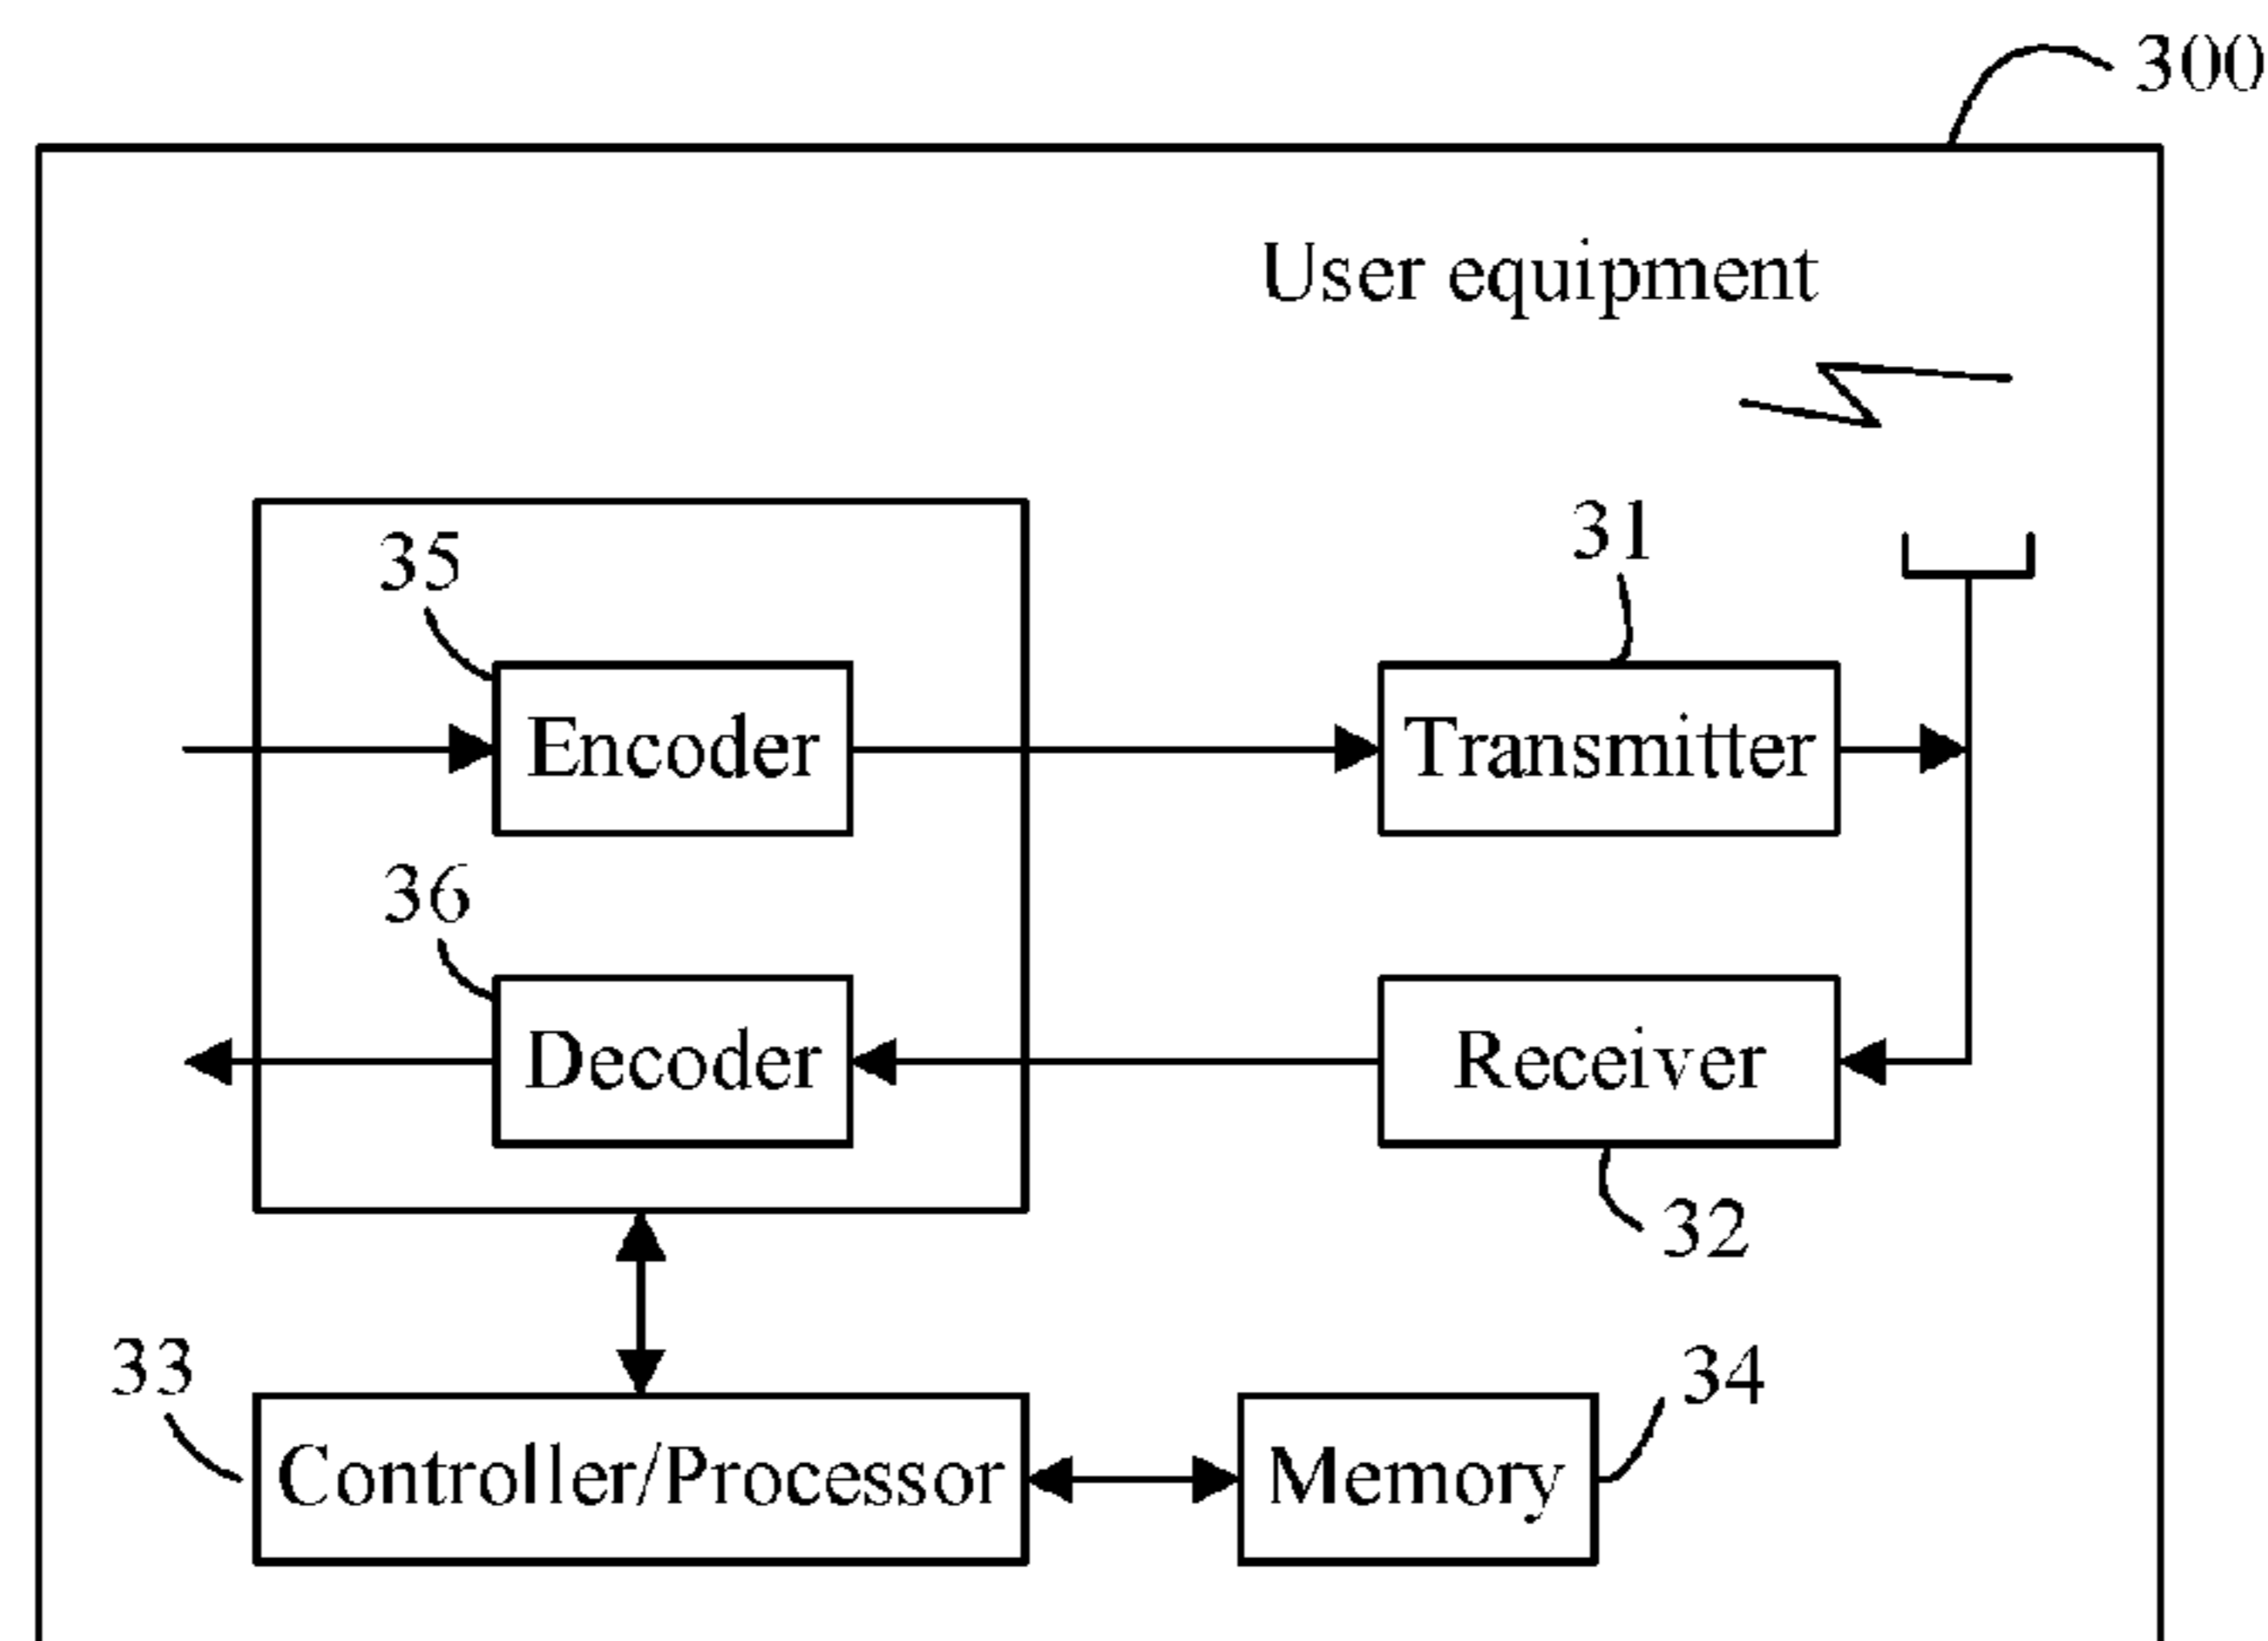 300
User equipment
35
31
Encoder
Transmitter
36
Decoder
Receiver
32
33
34
Controller/Processor
Memory